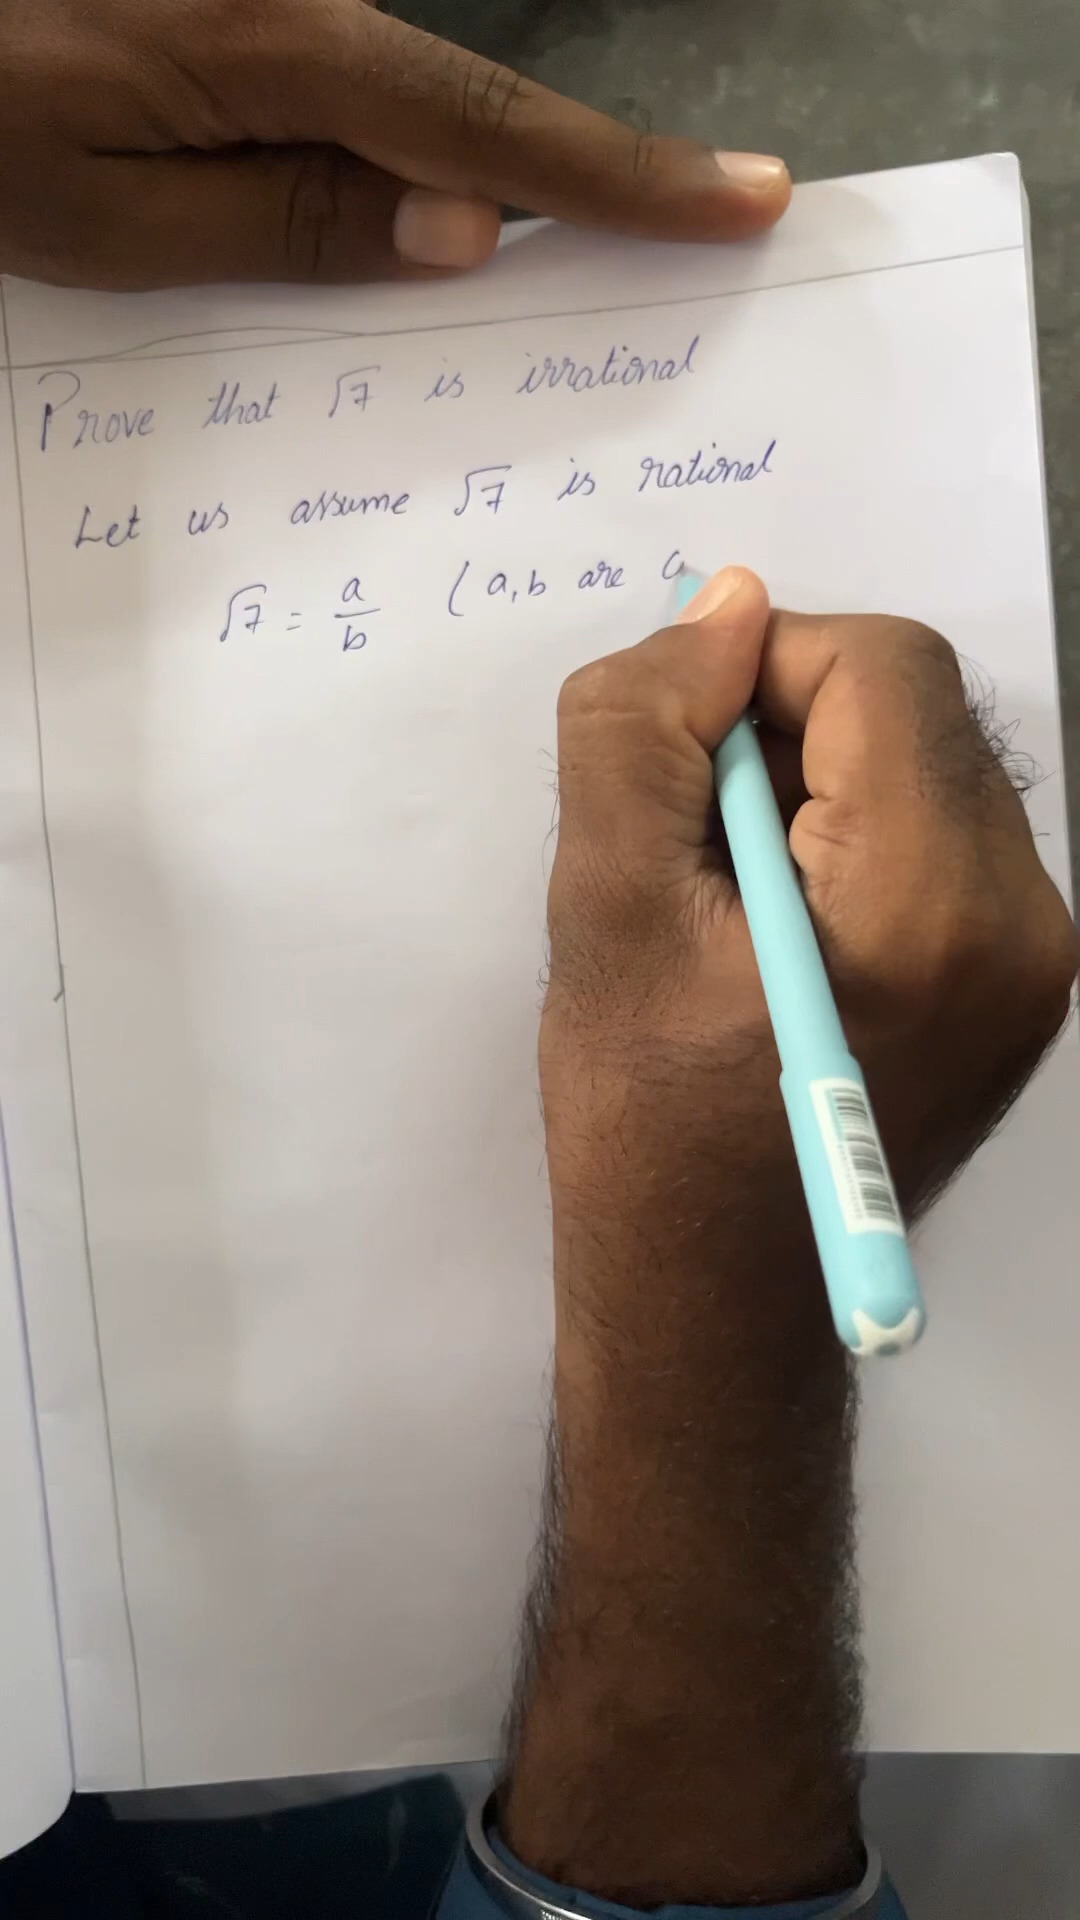 Prove that √7 is irrational
Let us assume √7 is rational
√7 = a/b (a,b are